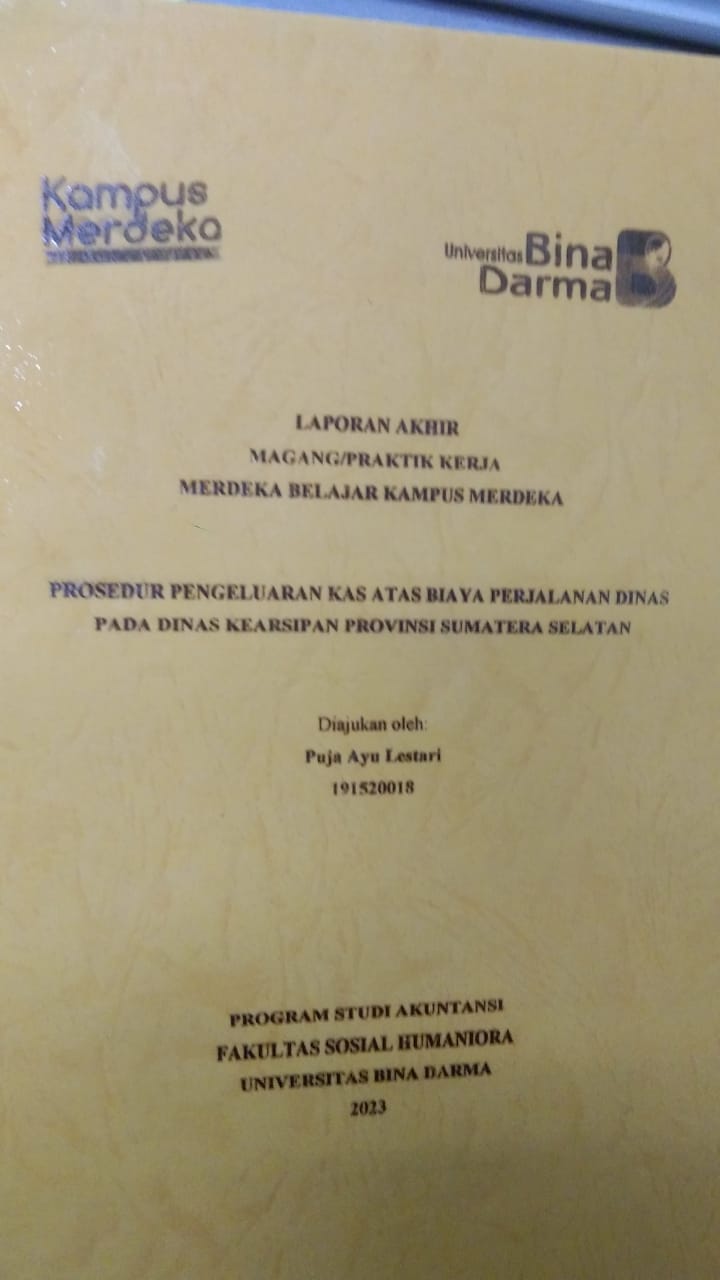 Kampus
Merdeka
Universitas Bina
Darma
LAPORAN AKHIR
MAGANG/PRAKTIK KERJA
MERDEKA BELAJAR KAMPUS MERDEKA
PROSEDUR PENGELUARAN KAS ATAS BIAYA PERJALANAN DINAS
PADA DINAS KEARSIPAN PROVINSI SUMATERA SELATAN
Diajukan oleh:
Puja Ayu Lestari
191520018
PROGRAM STUDI AKUNTANSI
FAKULTAS SOSIAL HUMANIORA
UNIVERSITAS BINA DARMA
2023